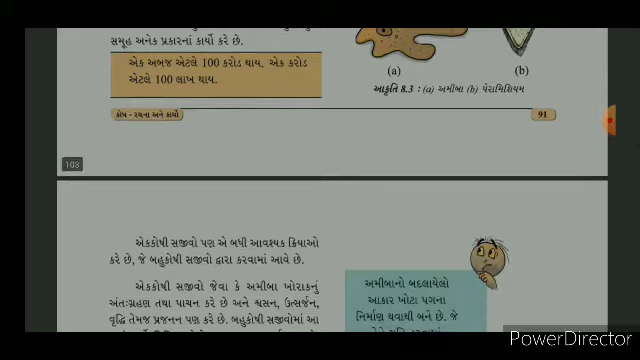 સમૂહ અનેક પ્રકારનાં કાર્યો કરે છે.
એક અબજ એટલે 100 કરોડ થાય. એક કરોડ
એટલે 100 લાખ થાય.
(a)
(b)
આકૃતિ 8.3 : (a) અમીબા (b) પેરામિશિયમ
કોષ - રચના અને કાર્યો
91
103
એકકોષી સજીવો પણ એ બધી આવશ્યક ક્રિયાઓ
કરે છે, જે બહુકોષી સજીવો દ્વારા કરવામાં આવે છે.
એકકોષી સજીવો જેવા કે અમીબા ખોરાકનું
અંતઃગ્રહણ તથા પાચન કરે છે અને શ્વસન, ઉત્સર્જન,
વૃદ્ધિ તેમજ પ્રજનન પણ કરે છે. બહુકોષી સજીવોમાં આ
અમીબાનો બદલાયેલો
આકાર ખોટા પગના
નિર્માણ થવાથી બને છે. જે
PowerDirector